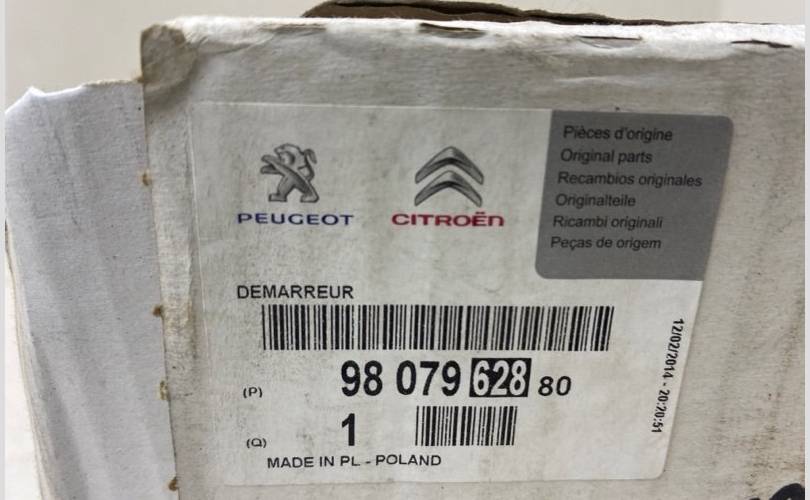 PEUGEOT
CITROËN
Pièces d'origine
Original parts
Recambios originales
Originalteile
Ricambi originali
Peças de origem
DEMARREUR
(P) 98 079 628 80
(Q) 1
MADE IN PL - POLAND
12/02/2014 - 20:20:51